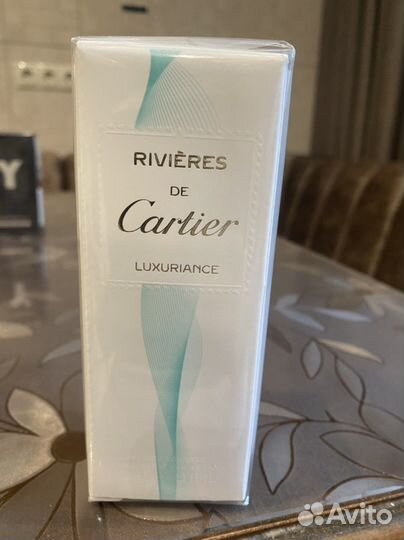 RIVIÈRES
DE
Cartier
LUXURIANCE
Y
Avito